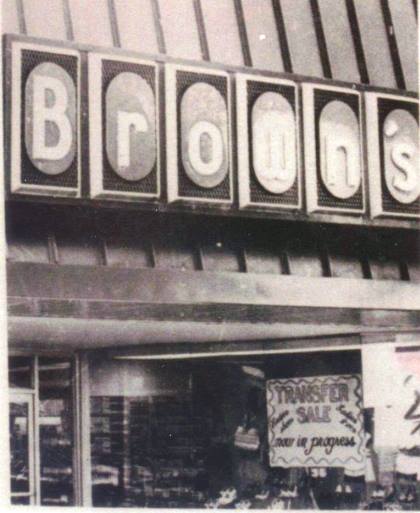 Brown's
TRANSFER
SALE
now in progress